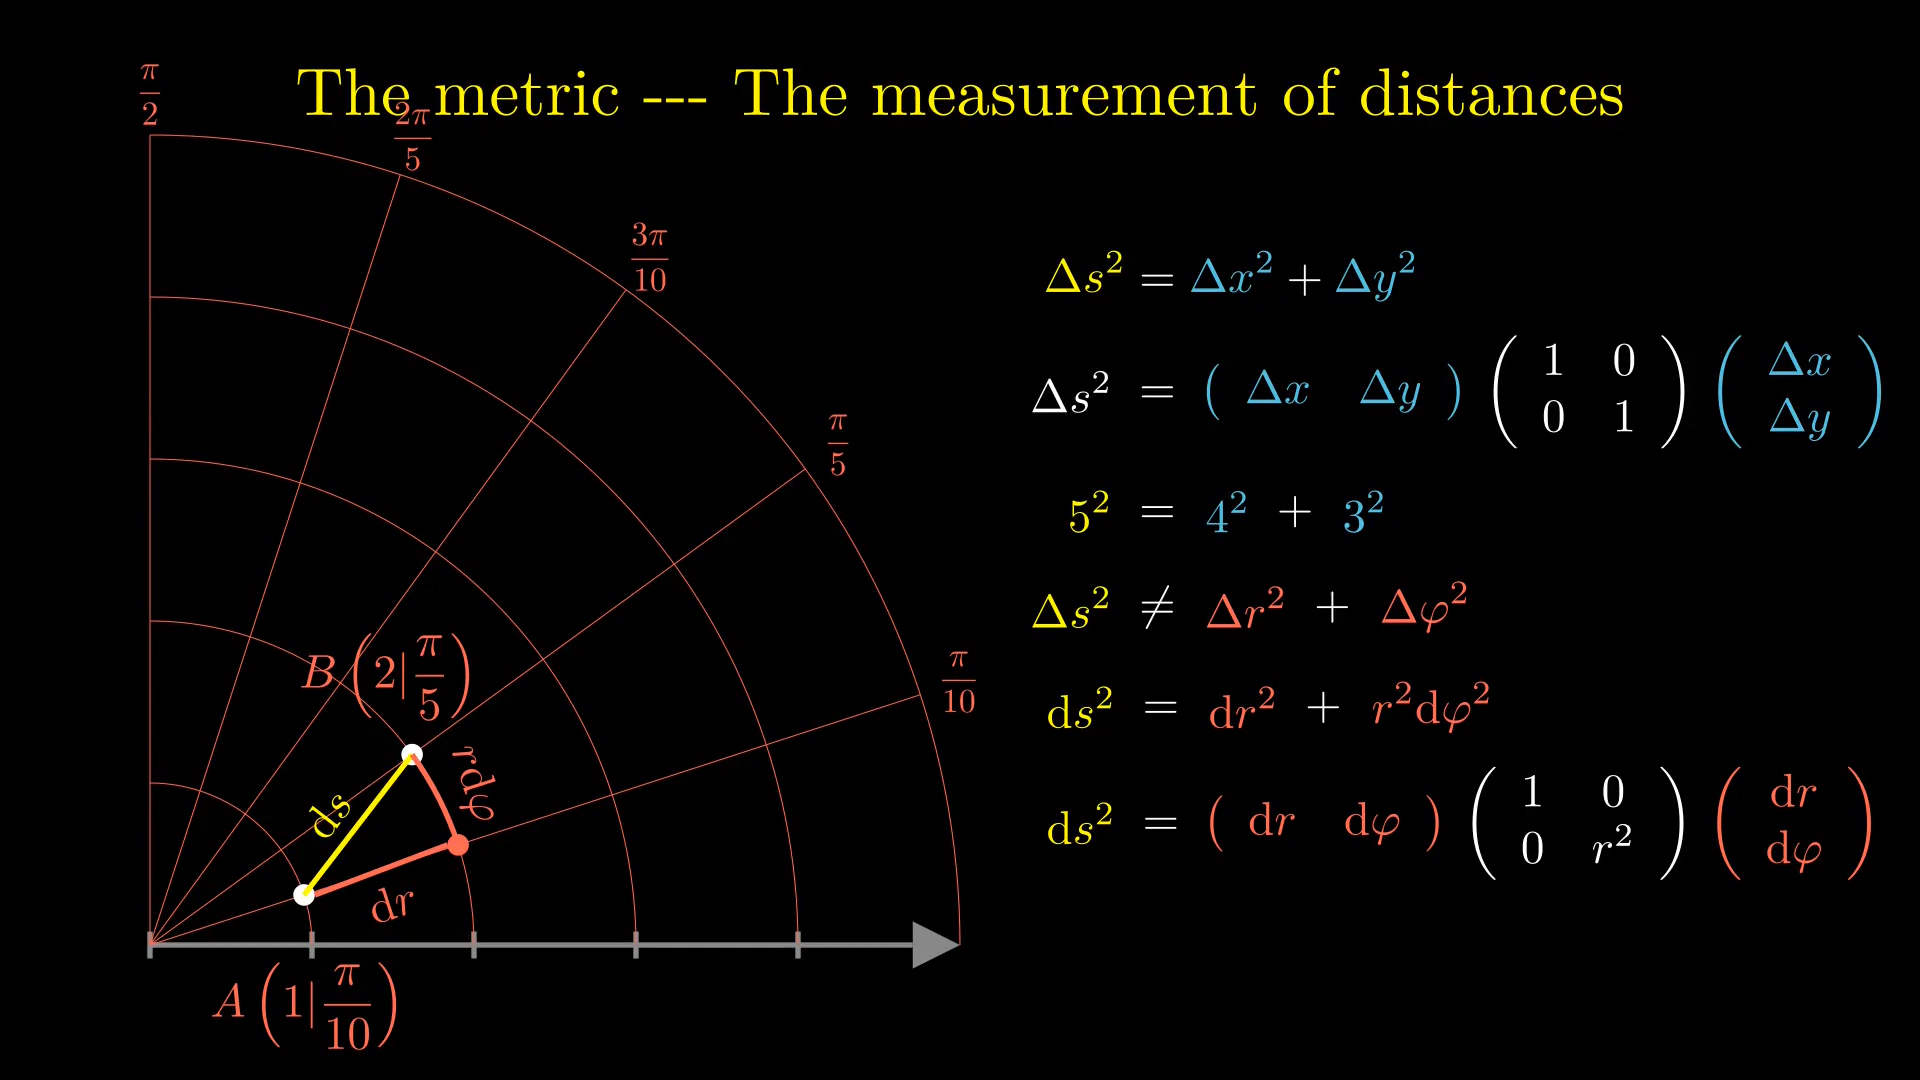 The metric --- The measurement of distances
π/2
2π/5
3π/10
π/5
π/10
B (2|π/5)
A (1|π/10)
ds
dr
rdφ
Δs² = Δx² + Δy²
Δs² = ( Δx Δy ) ( 1 0 ; 0 1 ) ( Δx ; Δy )
5² = 4² + 3²
Δs² ≠ Δr² + Δφ²
ds² = dr² + r²dφ²
ds² = ( dr dφ ) ( 1 0 ; 0 r² ) ( dr ; dφ )